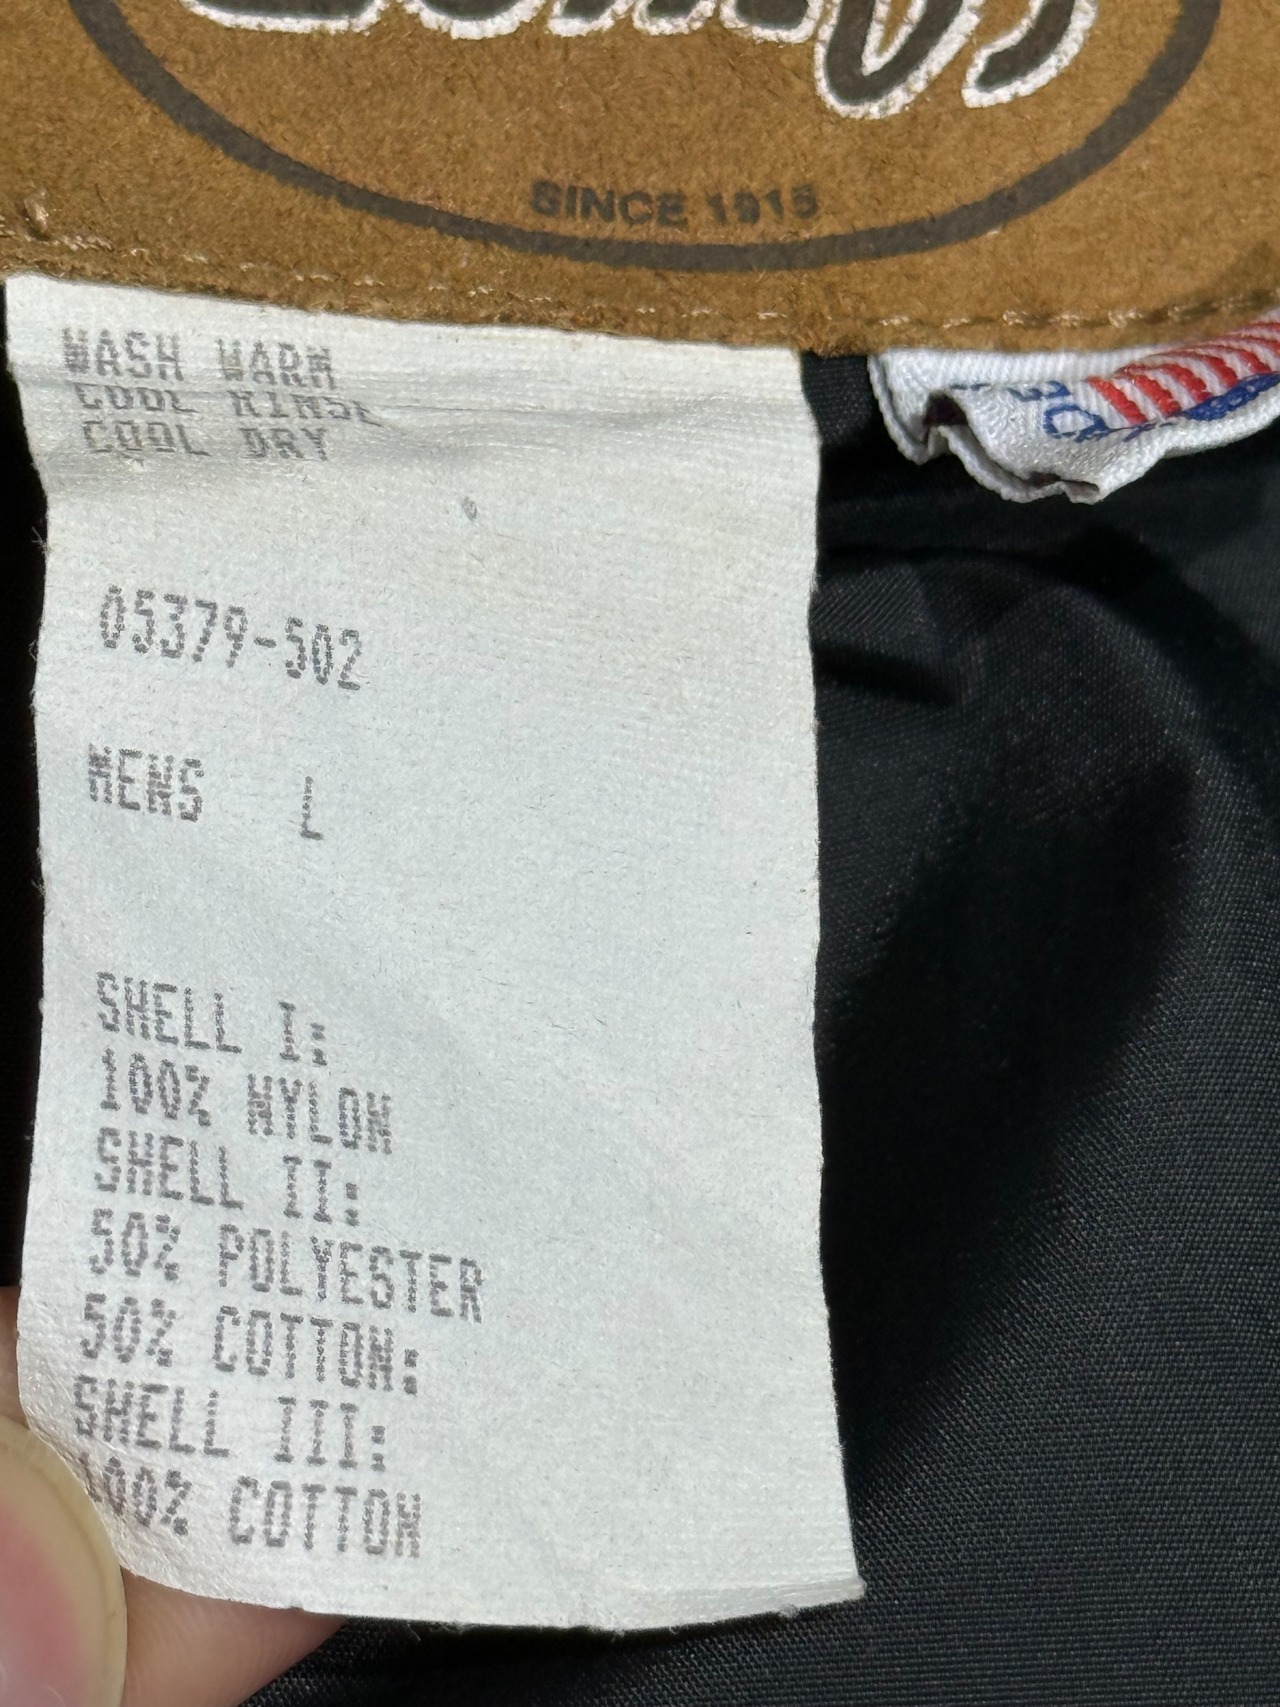 SINCE 1915
WASH WARM
COOL RINSE
COOL DRY
05379-502
MENS L
SHELL I:
100% NYLON
SHELL II:
50% POLYESTER
50% COTTON:
SHELL III:
100% COTTON